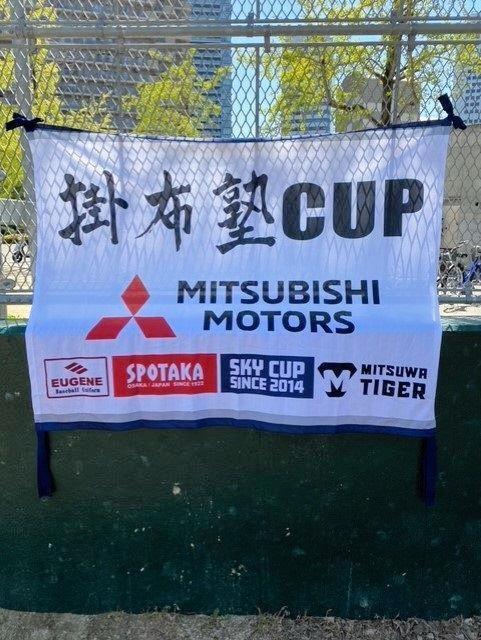 掛布塾CUP
MITSUBISHI
MOTORS
EUGENE
Baseball Uniform
SPOTAKA
OSAKA / JAPAN SINCE 1922
SKY CUP
SINCE 2014
MITSUWA
TIGER